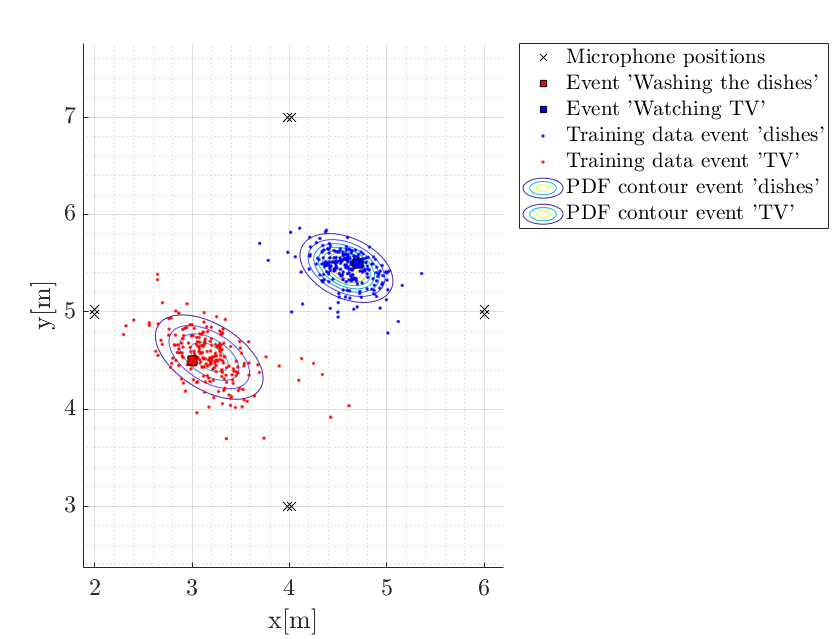 Microphone positions
Event 'Washing the dishes'
Event 'Watching TV'
Training data event 'dishes'
Training data event 'TV'
PDF contour event 'dishes'
PDF contour event 'TV'
7
6
5
4
3
y[m]
2 3 4 5 6
x[m]